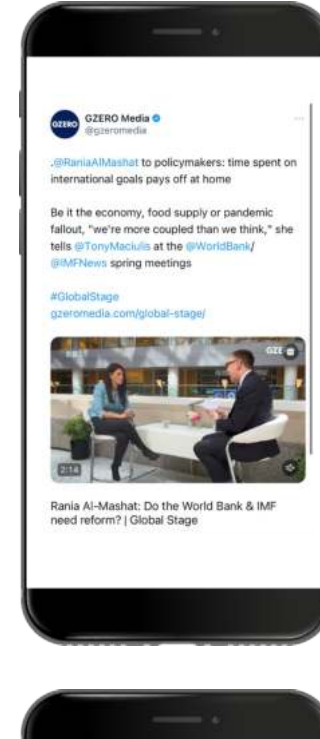 GZERO
GZERO Media
@gzeromedia
.@RaniaAlMashat to policymakers: time spent on
international goals pays off at home
Be it the economy, food supply or pandemic
fallout, "we're more coupled than we think," she
tells @TonyMaciulis at the @WorldBank/
@IMFNews spring meetings
#GlobalStage
gzeromedia.com/global-stage/
GZE
2:14
Rania Al-Mashat: Do the World Bank & IMF
need reform? | Global Stage